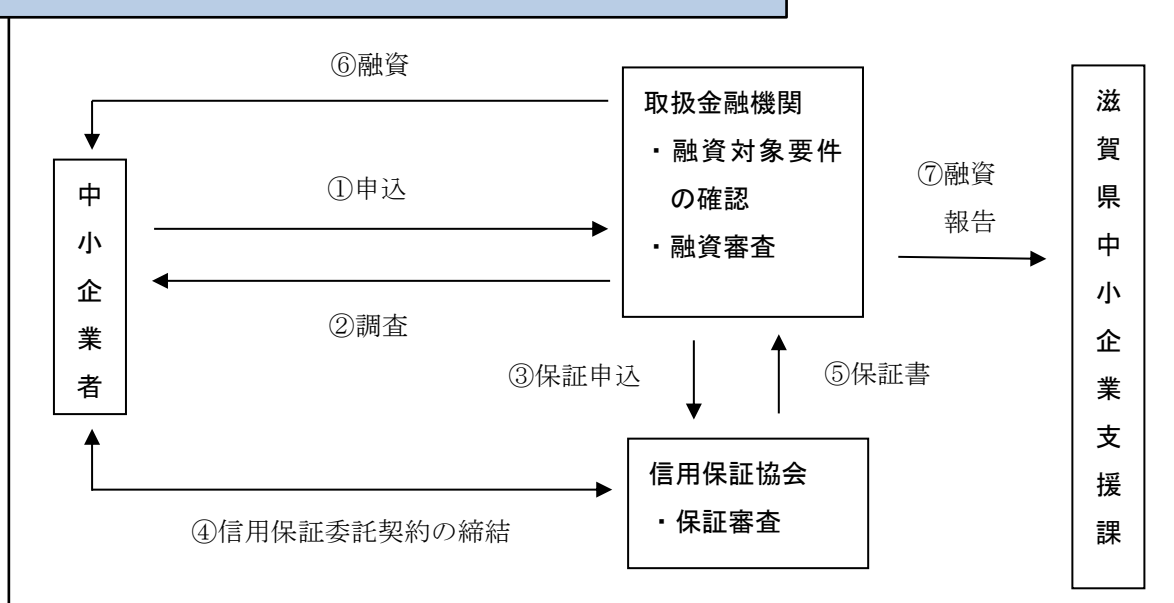 ⑥融資
取扱金融機関
・融資対象要件
の確認
・融資審査
滋賀県中小企業支援課
中小企業者
①申込
⑦融資
報告
②調査
③保証申込
⑤保証書
信用保証協会
・保証審査
④信用保証委託契約の締結